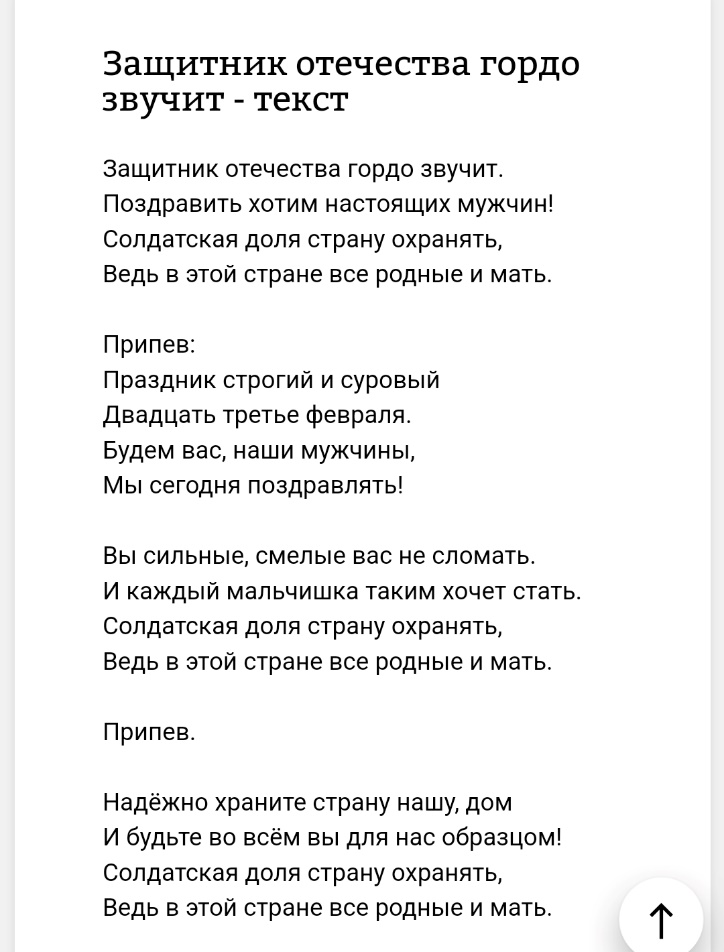 Защитник отечества гордо
звучит - текст
Защитник отечества гордо звучит.
Поздравить хотим настоящих мужчин!
Солдатская доля страну охранять,
Ведь в этой стране все родные и мать.
Припев:
Праздник строгий и суровый
Двадцать третье февраля.
Будем вас, наши мужчины,
Мы сегодня поздравлять!
Вы сильные, смелые вас не сломать.
И каждый мальчишка таким хочет стать.
Солдатская доля страну охранять,
Ведь в этой стране все родные и мать.
Припев.
Надёжно храните страну нашу, дом
И будьте во всём вы для нас образцом!
Солдатская доля страну охранять,
Ведь в этой стране все родные и мать.